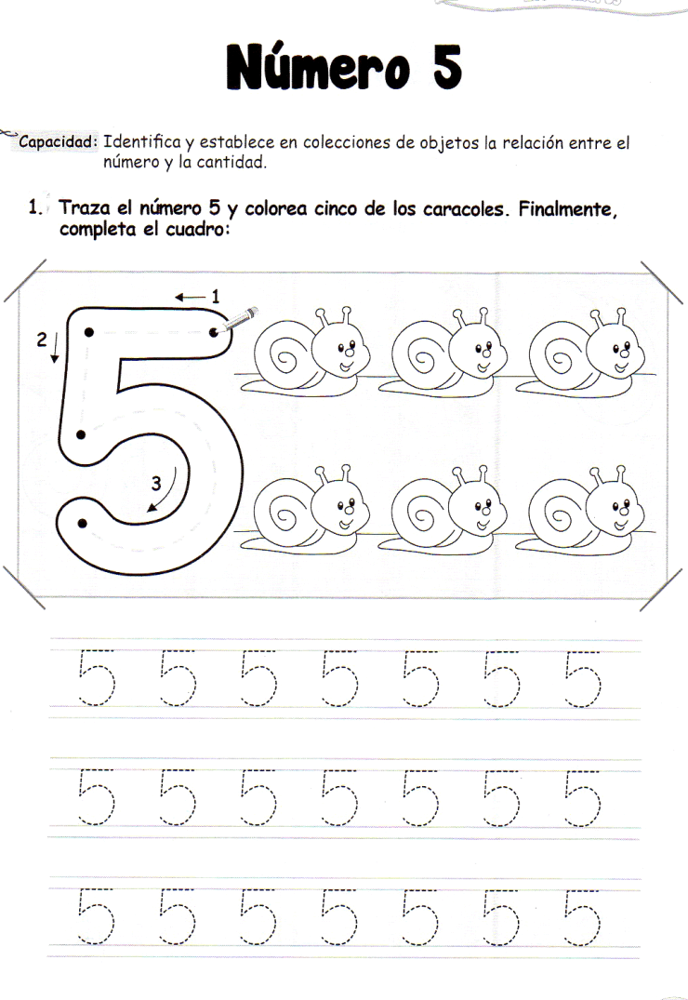 Número 5
Capacidad: Identifica y establece en colecciones de objetos la relación entre el
número y la cantidad.
1. Traza el número 5 y colorea cinco de los caracoles. Finalmente,
completa el cuadro:
1
2
3
5
5 5 5 5 5 5 5
5 5 5 5 5 5 5
5 5 5 5 5 5 5